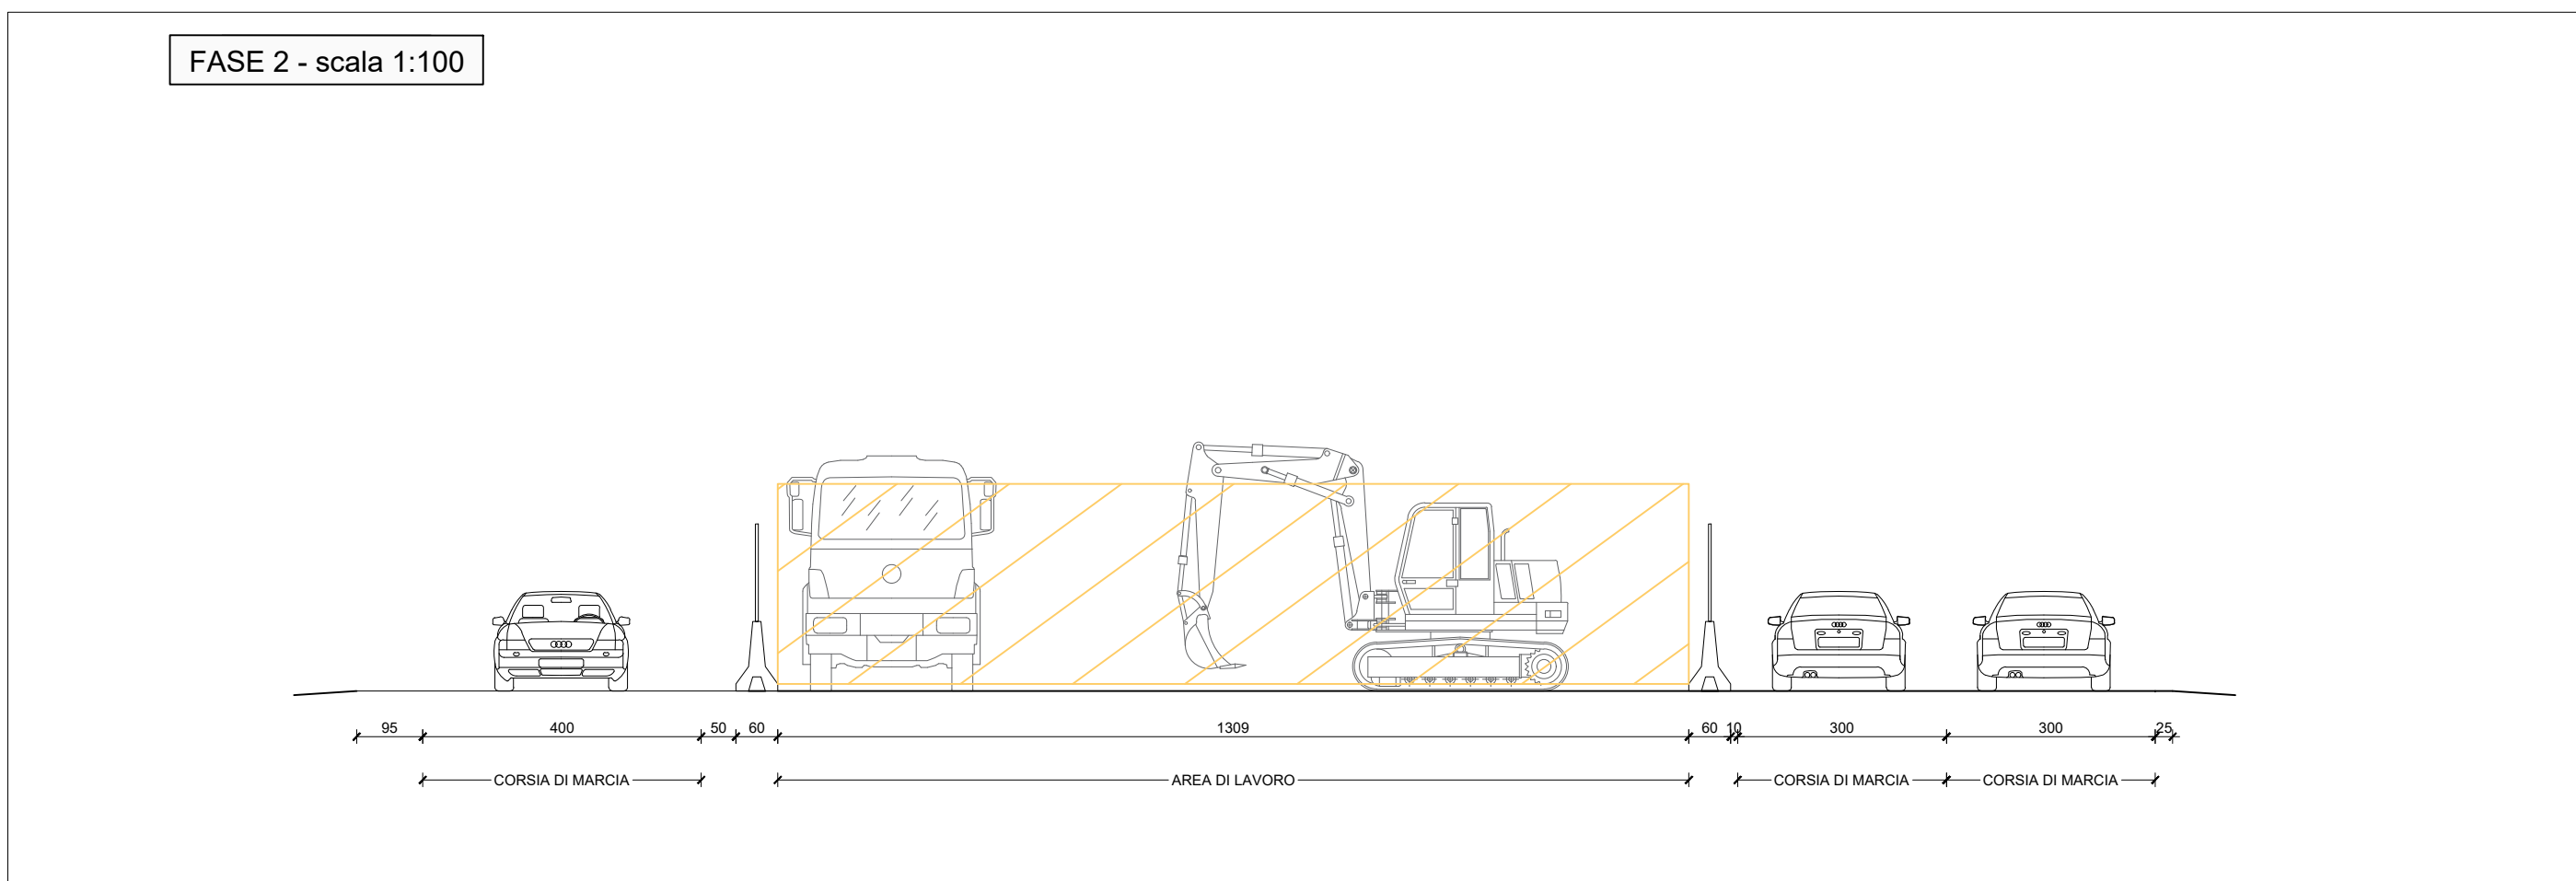 FASE 2 - scala 1:100
95 400 50 60 1309 60 10 300 300 25
CORSIA DI MARCIA AREA DI LAVORO CORSIA DI MARCIA CORSIA DI MARCIA